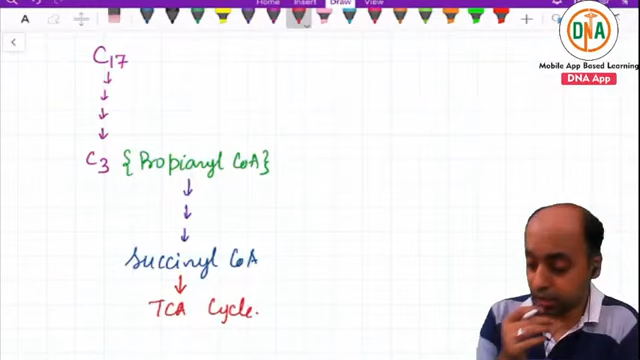 Home Insert Draw View
DNA
Mobile App Based Learning
DNA App
A
C17
C3 {Propianyl CoA}
Succinyl CoA
TCA Cycle.